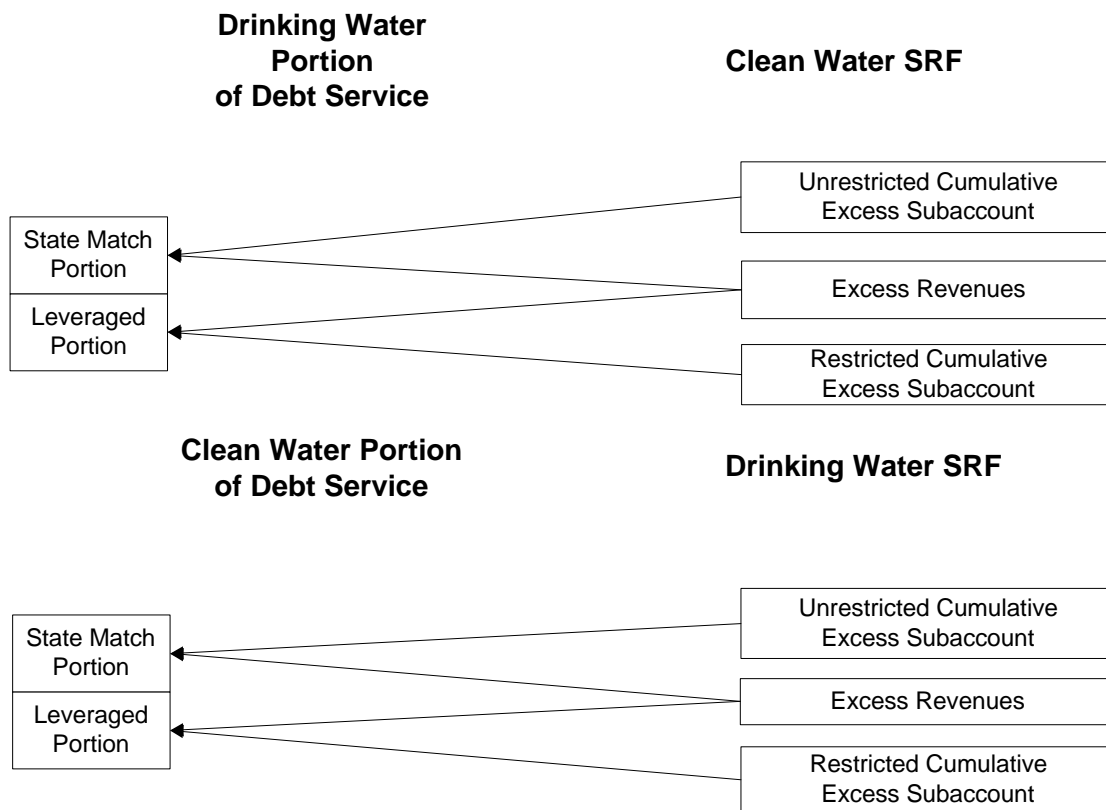 Drinking Water
Portion
of Debt Service
Clean Water SRF
Unrestricted Cumulative
Excess Subaccount
State Match
Portion
Excess Revenues
Leveraged
Portion
Restricted Cumulative
Excess Subaccount
Clean Water Portion
of Debt Service
Drinking Water SRF
Unrestricted Cumulative
Excess Subaccount
State Match
Portion
Excess Revenues
Leveraged
Portion
Restricted Cumulative
Excess Subaccount